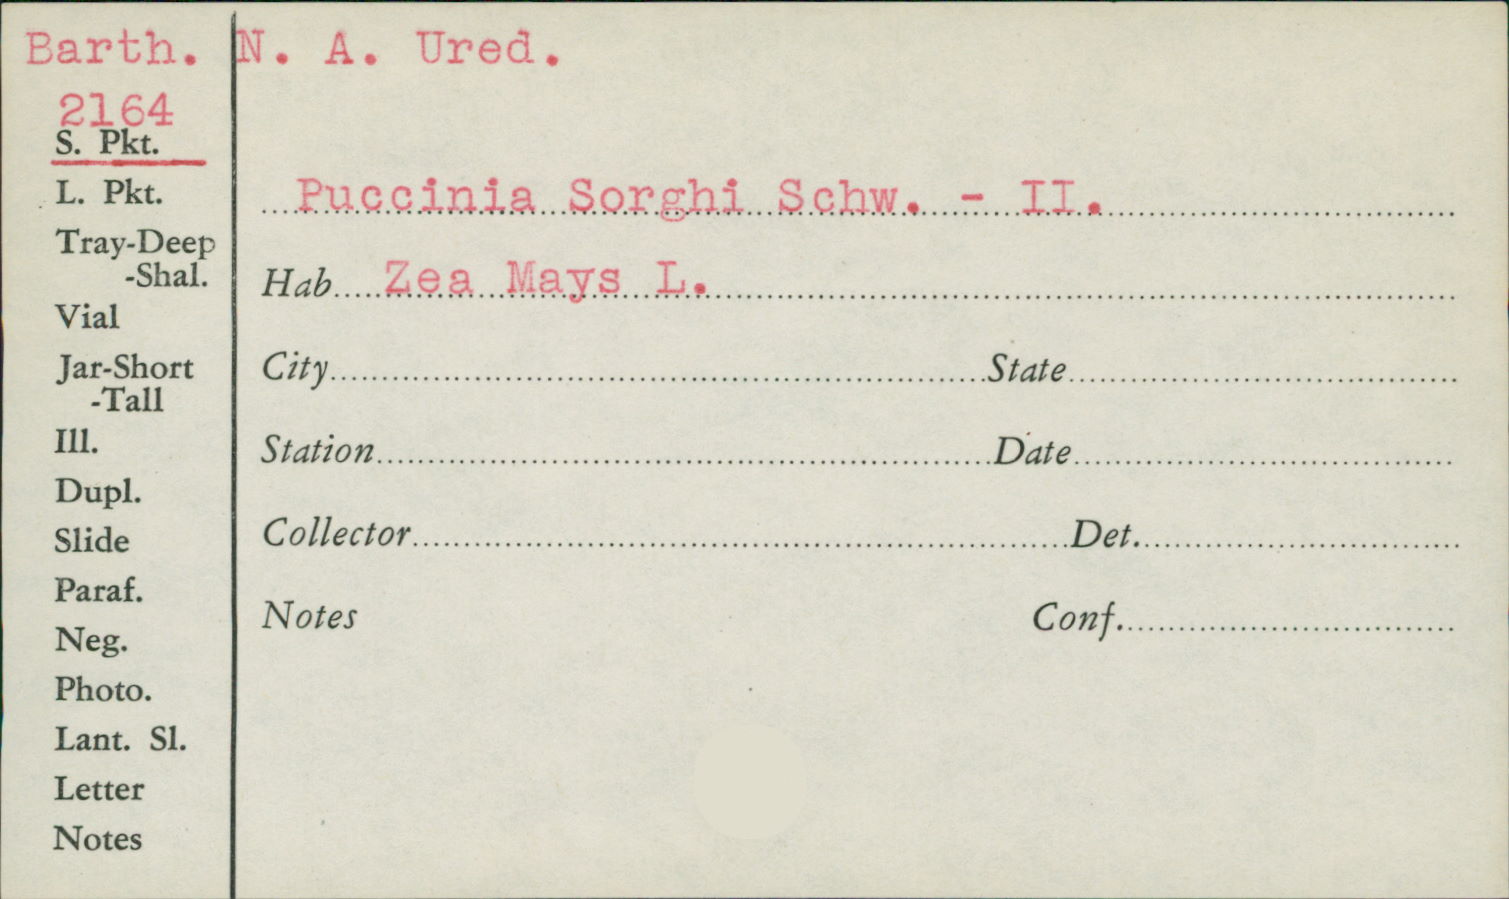 Barth. N. A. Ured.
2164
S. Pkt.
L. Pkt.
Tray-Deep
-Shal.
Vial
Jar-Short
-Tall
Ill.
Dupl.
Slide
Paraf.
Neg.
Photo.
Lant. Sl.
Letter
Notes
Puccinia Sorghi Schw. - II.
Hab Zea Mays L.
City State
Station Date
Collector Det.
Notes Conf.